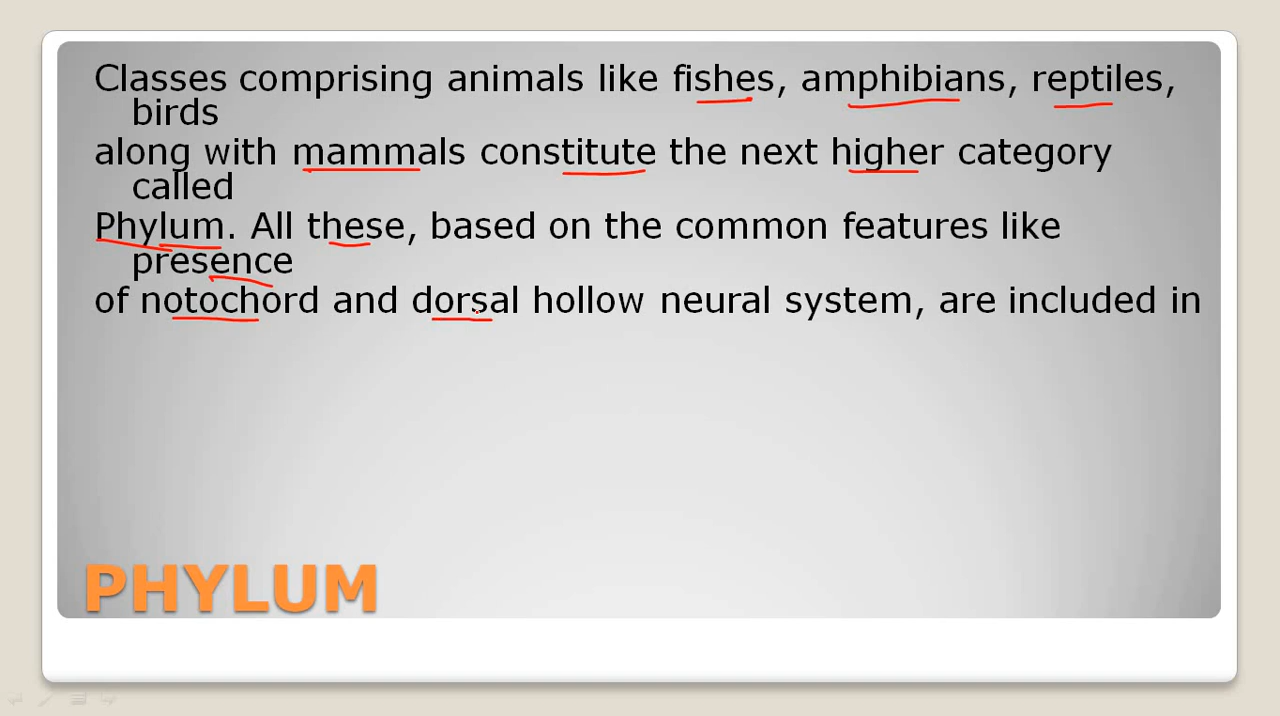 Classes comprising animals like fishes, amphibians, reptiles,
birds
along with mammals constitute the next higher category
called
Phylum. All these, based on the common features like
presence
of notochord and dorsal hollow neural system, are included in
PHYLUM